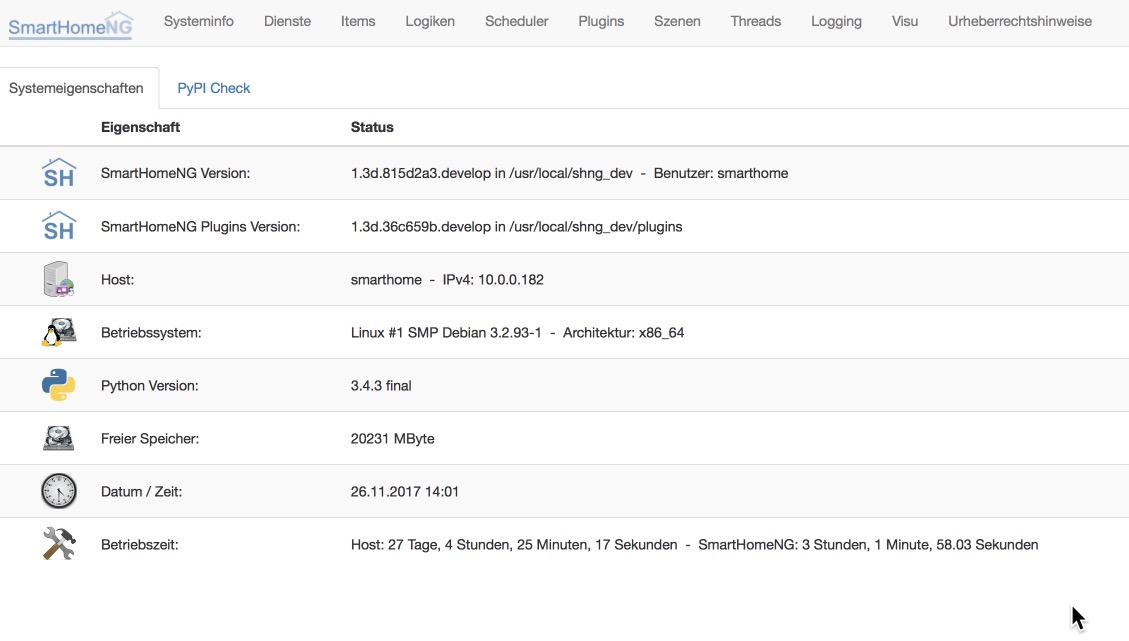 SmartHomeNG Systeminfo Dienste Items Logiken Scheduler Plugins Szenen Threads Logging Visu Urheberrechtshinweise
Systemeigenschaften PyPI Check
Eigenschaft Status
SH SmartHomeNG Version: 1.3d.815d2a3.develop in /usr/local/shng_dev - Benutzer: smarthome
SH SmartHomeNG Plugins Version: 1.3d.36c659b.develop in /usr/local/shng_dev/plugins
Host: smarthome - IPv4: 10.0.0.182
Betriebssystem: Linux #1 SMP Debian 3.2.93-1 - Architektur: x86_64
Python Version: 3.4.3 final
Freier Speicher: 20231 MByte
Datum / Zeit: 26.11.2017 14:01
Betriebszeit: Host: 27 Tage, 4 Stunden, 25 Minuten, 17 Sekunden - SmartHomeNG: 3 Stunden, 1 Minute, 58.03 Sekunden